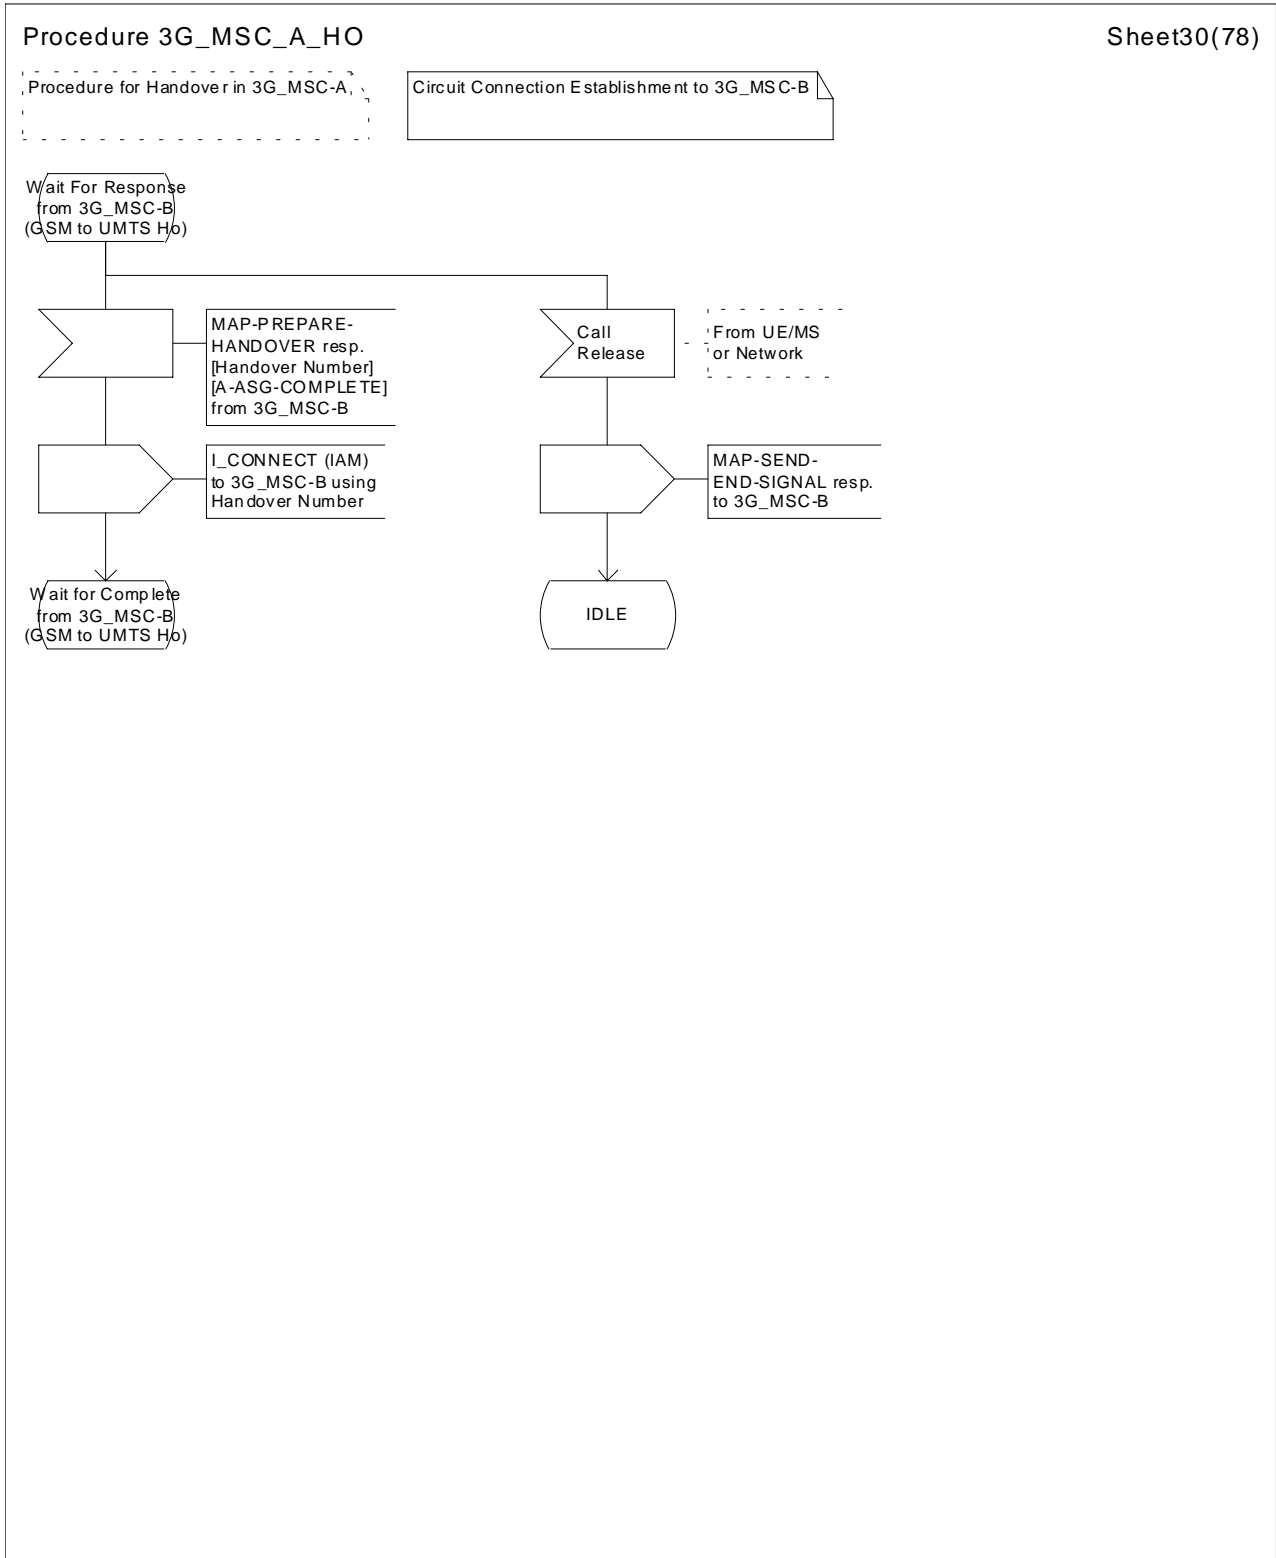 Procedure 3G_MSC_A_HO
Sheet30(78)
Procedure for Handover in 3G_MSC-A
Circuit Connection Establishment to 3G_MSC-B
Wait For Response
from 3G_MSC-B
(GSM to UMTS Ho)
MAP-PREPARE-
HANDOVER resp.
[Handover Number]
[A-ASG-COMPLETE]
from 3G_MSC-B
Call
Release
From UE/MS
or Network
I_CONNECT (IAM)
to 3G_MSC-B using
Handover Number
MAP-SEND-
END-SIGNAL resp.
to 3G_MSC-B
Wait for Complete
from 3G_MSC-B
(GSM to UMTS Ho)
IDLE